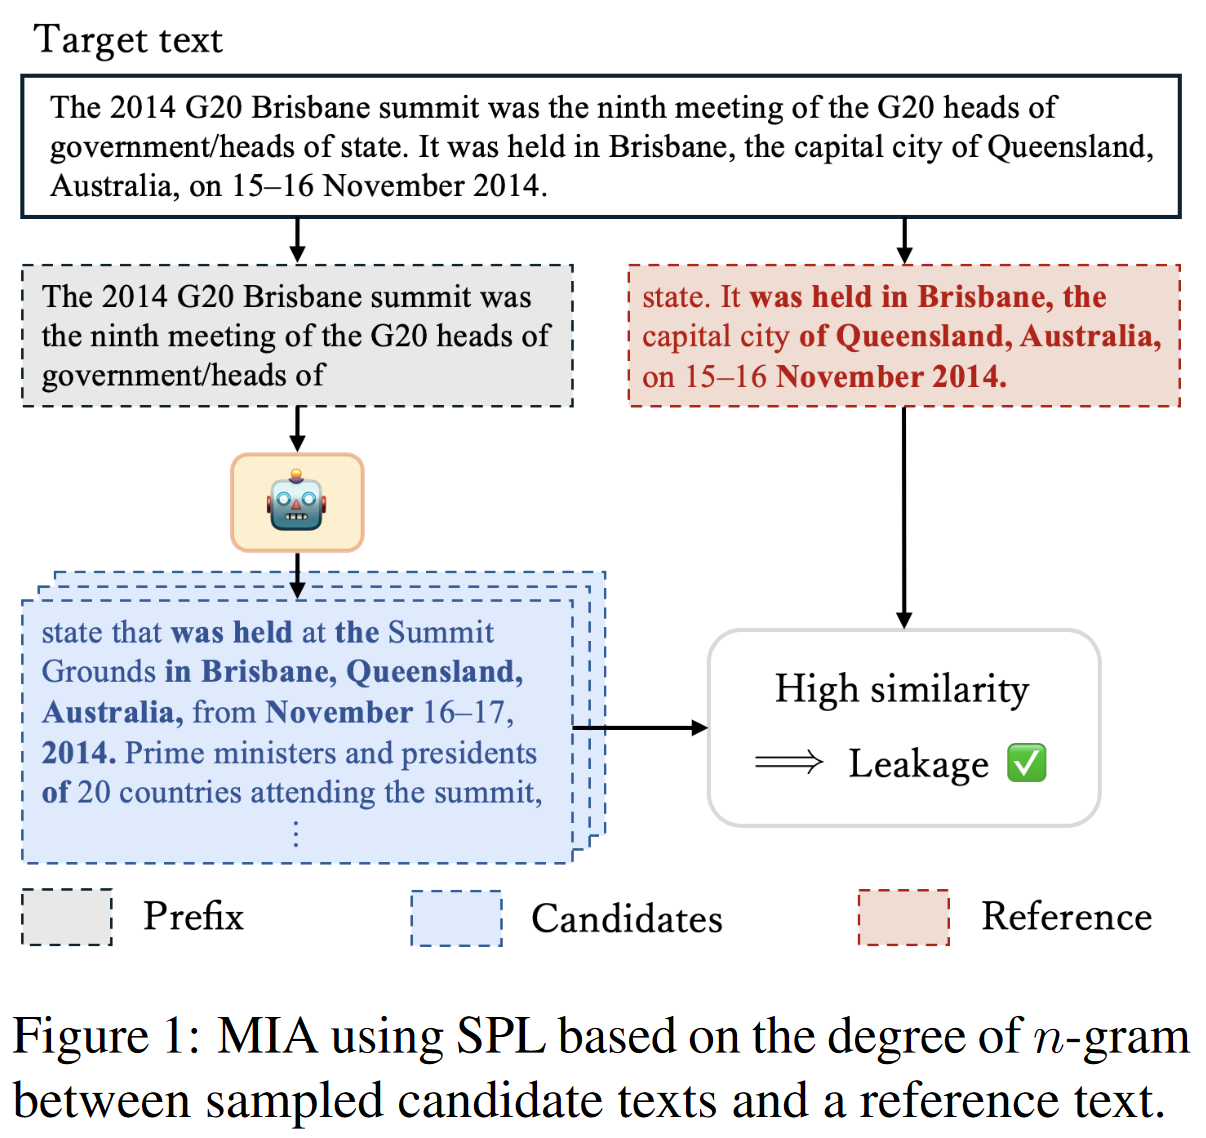 Target text
The 2014 G20 Brisbane summit was the ninth meeting of the G20 heads of
government/heads of state. It was held in Brisbane, the capital city of Queensland,
Australia, on 15–16 November 2014.
The 2014 G20 Brisbane summit was
the ninth meeting of the G20 heads of
government/heads of
state. It was held in Brisbane, the
capital city of Queensland, Australia,
on 15–16 November 2014.
state that was held at the Summit
Grounds in Brisbane, Queensland,
Australia, from November 16–17,
2014. Prime ministers and presidents
of 20 countries attending the summit,
⋮
High similarity
⟹ Leakage ✅
Prefix
Candidates
Reference
Figure 1: MIA using SPL based on the degree of n-gram
between sampled candidate texts and a reference text.